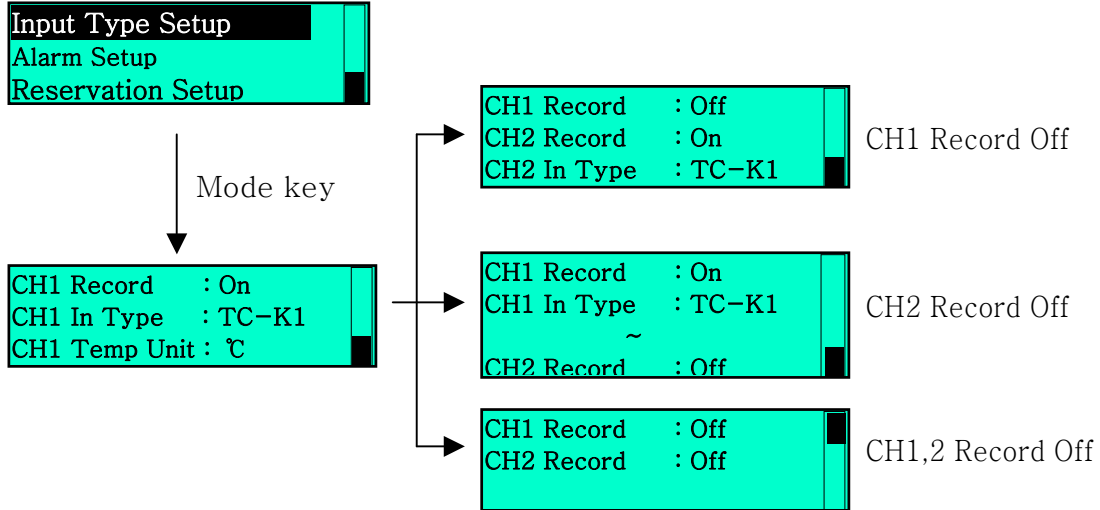 Input Type Setup
Alarm Setup
Reservation Setup
Mode key
CH1 Record : On
CH1 In Type : TC-K1
CH1 Temp Unit : ℃
CH1 Record : Off
CH2 Record : On
CH2 In Type : TC-K1
CH1 Record Off
CH1 Record : On
CH1 In Type : TC-K1
~
CH2 Record : Off
CH2 Record Off
CH1 Record : Off
CH2 Record : Off
CH1,2 Record Off